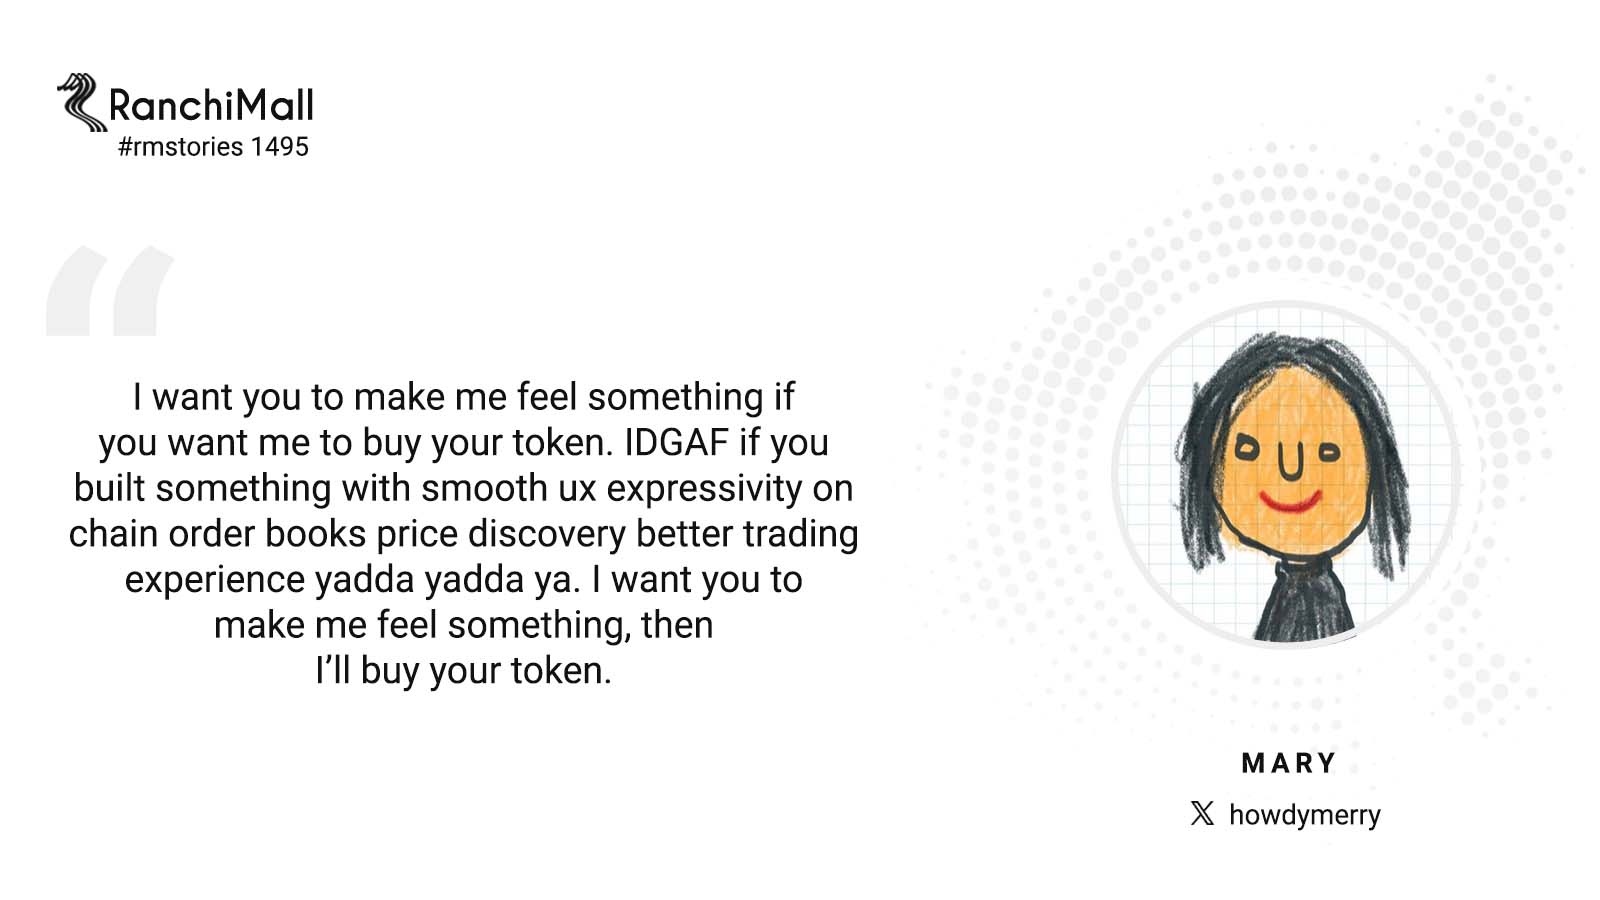 RanchiMall
#rmstories 1495
“
I want you to make me feel something if
you want me to buy your token. IDGAF if you
built something with smooth ux expressivity on
chain order books price discovery better trading
experience yadda yadda ya. I want you to
make me feel something, then
I’ll buy your token.
MARY
𝕏 howdymerry